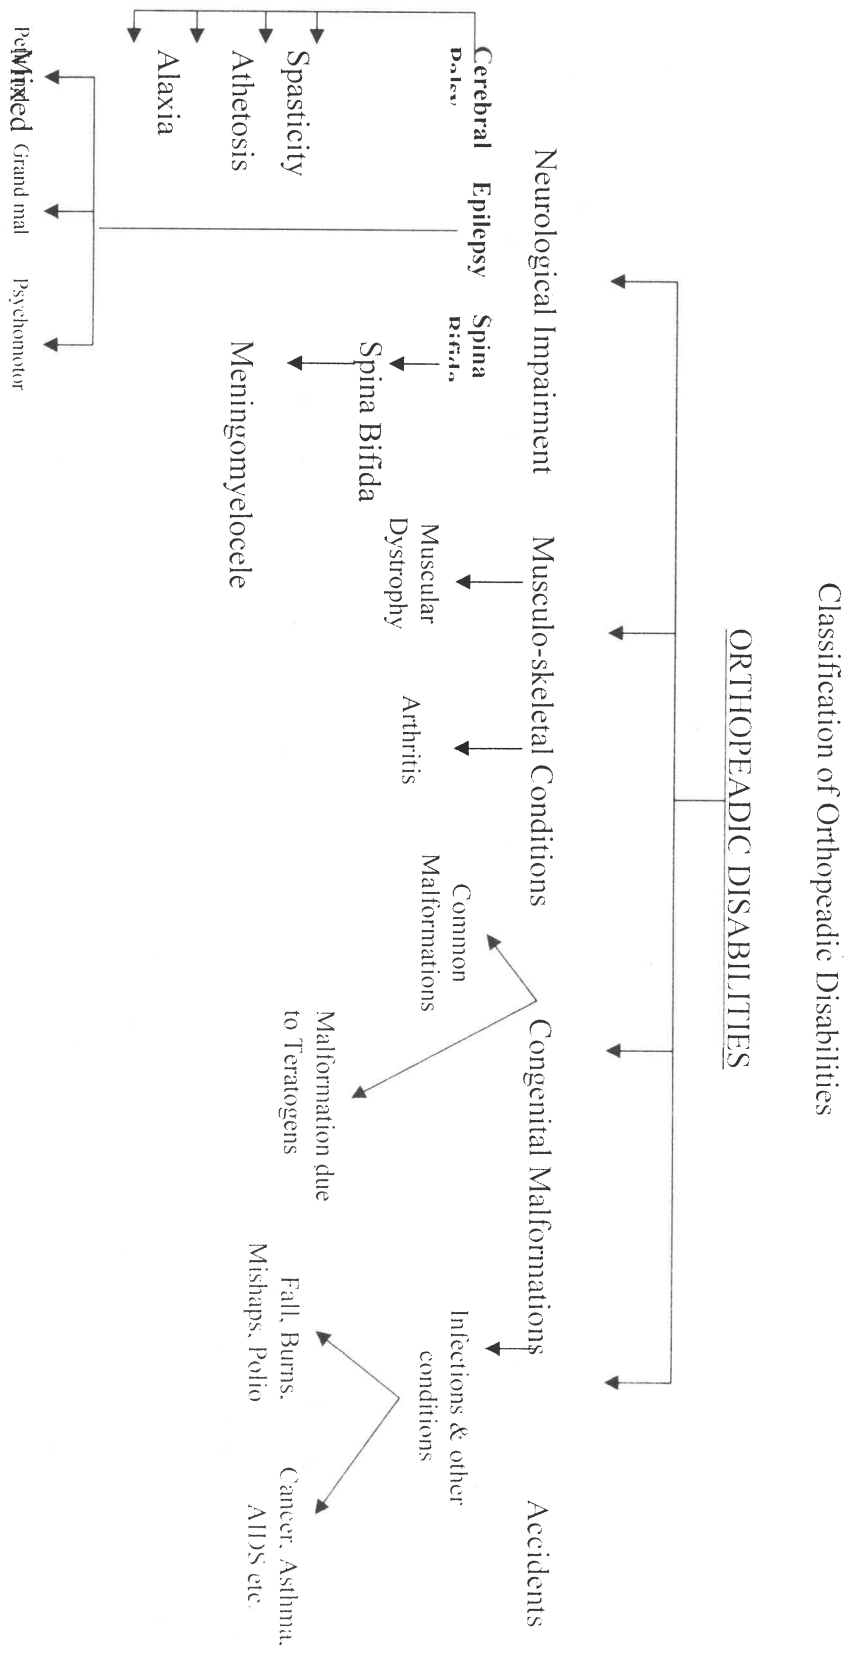 Classification of Orthopeadic Disabilities
ORTHOPEADIC DISABILITIES
Neurological Impairment
Musculo-skeletal Conditions
Congenital Malformations
Accidents
Cerebral
Epilepsy
Spina
Muscular
Dystrophy
Arthritis
Common
Malformations
Infections & other
conditions
Spina Bifida
Malformation due
to Teratogens
Spasticity
Athetosis
Alaxia
Mixed
Meningomyelocele
Fall, Burns,
Mishaps, Polio
Cancer, Asthma,
AIDS etc.
Grand mal
Psychomotor